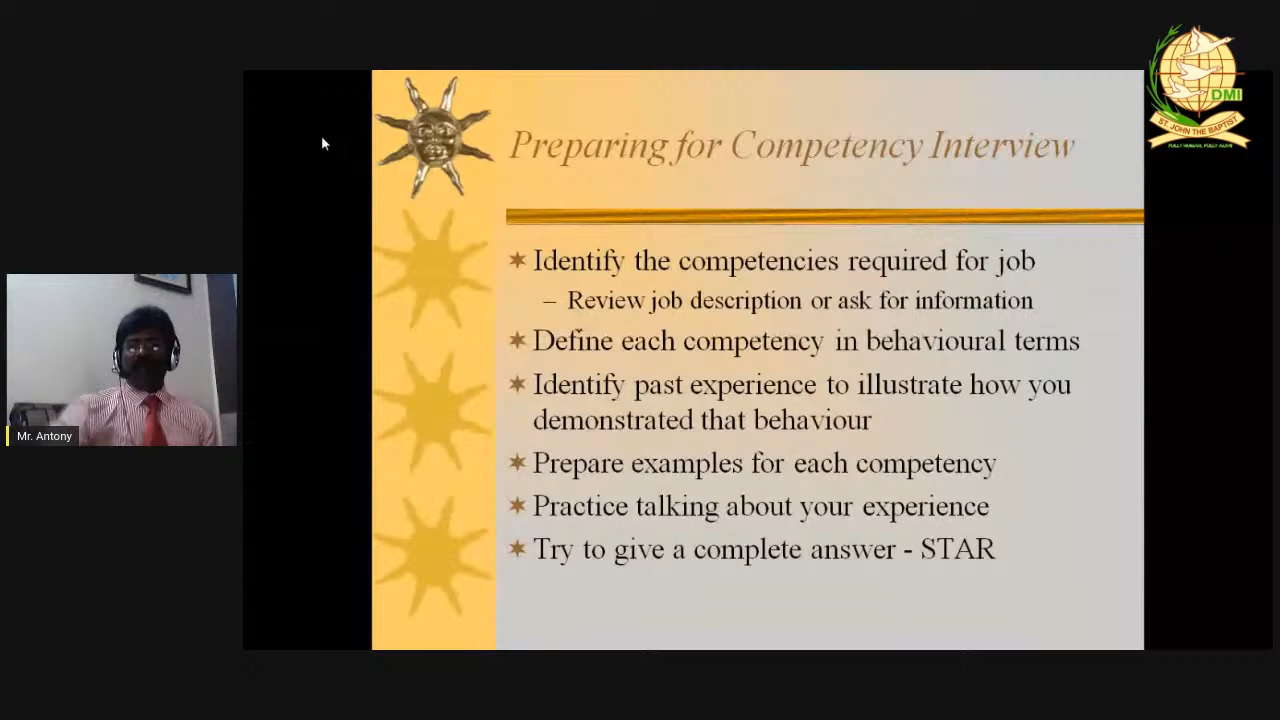 DMI
ST. JOHN THE BAPTIST
FULLY HUMAN, FULLY ALIVE
Preparing for Competency Interview
Identify the competencies required for job
– Review job description or ask for information
Define each competency in behavioural terms
Identify past experience to illustrate how you
demonstrated that behaviour
Prepare examples for each competency
Practice talking about your experience
Try to give a complete answer - STAR
Mr. Antony